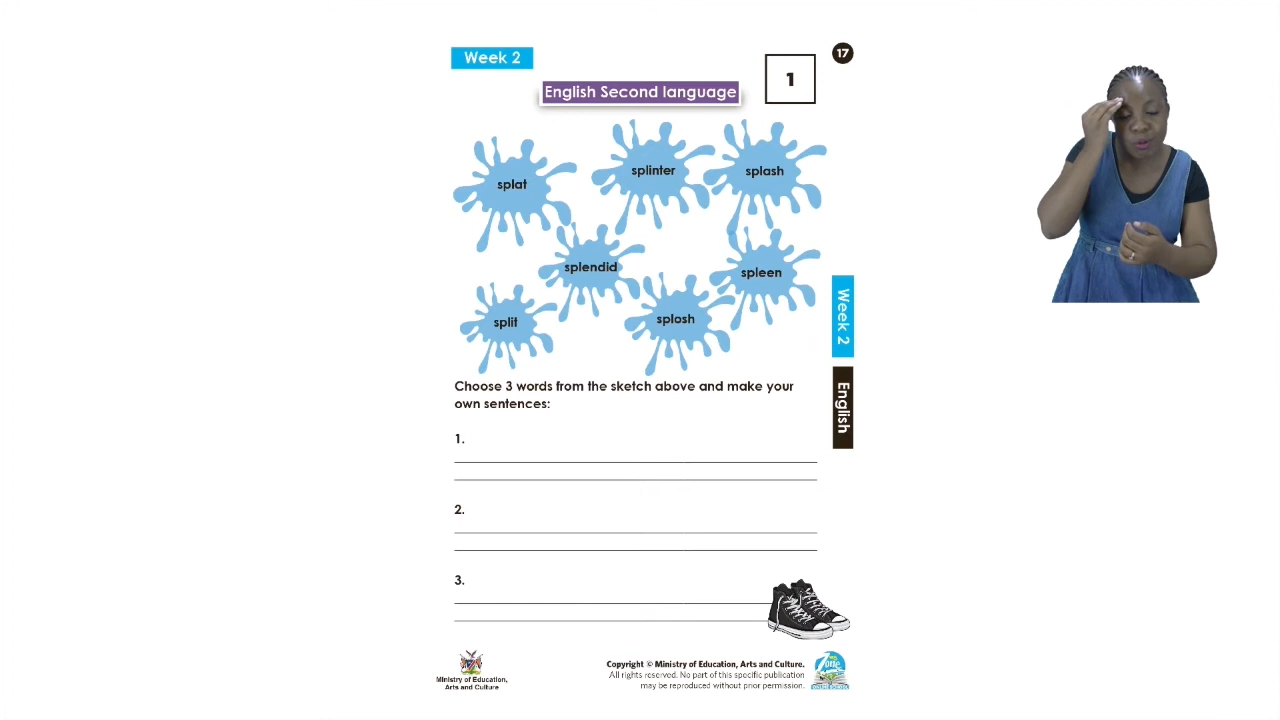 Week 2
17
English Second language
1
splat
splinter
splash
splendid
spleen
split
splosh
Week 2
English
Choose 3 words from the sketch above and make your
own sentences:
1.
2.
3.
Ministry of Education,
Arts and Culture
Copyright © Ministry of Education, Arts and Culture.
All rights reserved. No part of this specific publication
may be reproduced without prior permission.
Zone
ONLINE SCHOOL